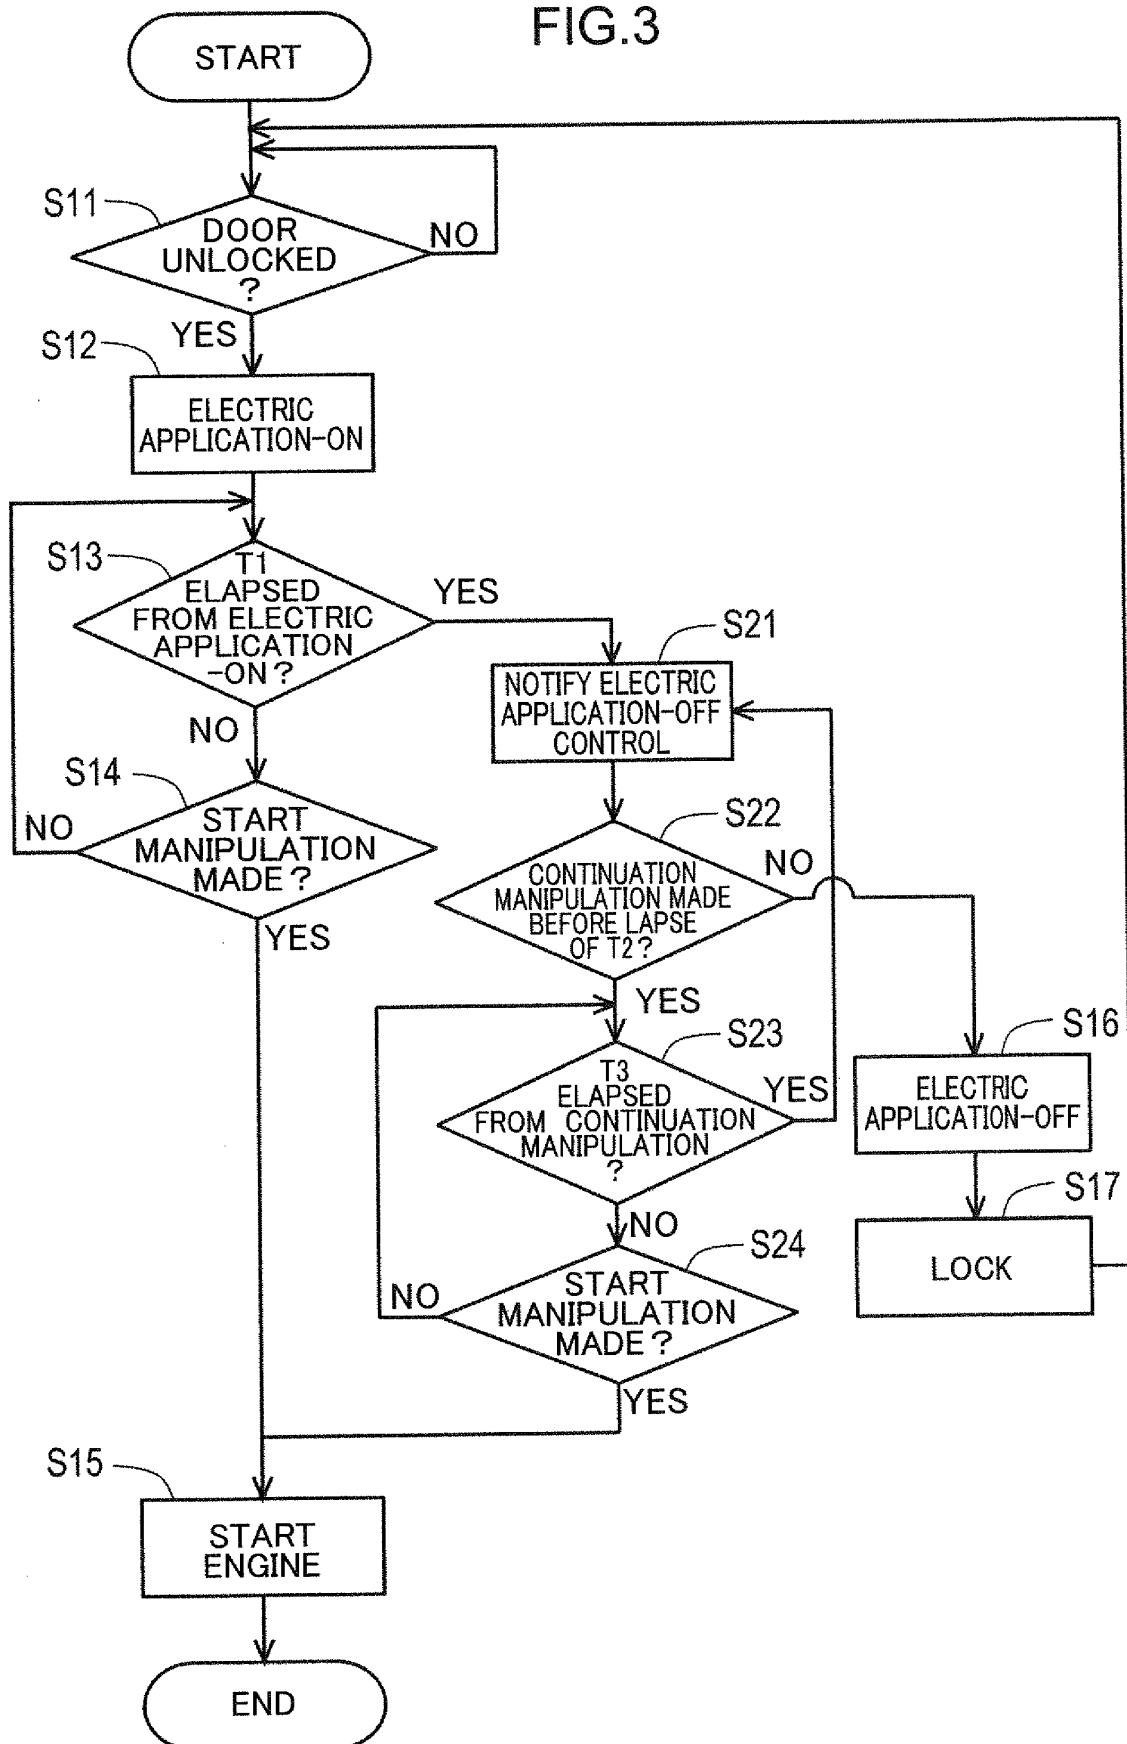 FIG.3
START
S11
DOOR
UNLOCKED
?
NO
YES
S12
ELECTRIC
APPLICATION-ON
S13
T1
ELAPSED
FROM ELECTRIC
APPLICATION
-ON?
YES
NO
S14
START
MANIPULATION
MADE?
NO
YES
S21
NOTIFY ELECTRIC
APPLICATION-OFF
CONTROL
S22
CONTINUATION
MANIPULATION MADE
BEFORE LAPSE
OF T2?
NO
YES
S23
T3
ELAPSED
FROM CONTINUATION
MANIPULATION
?
YES
NO
S24
START
MANIPULATION
MADE?
NO
YES
S16
ELECTRIC
APPLICATION-OFF
S17
LOCK
S15
START
ENGINE
END